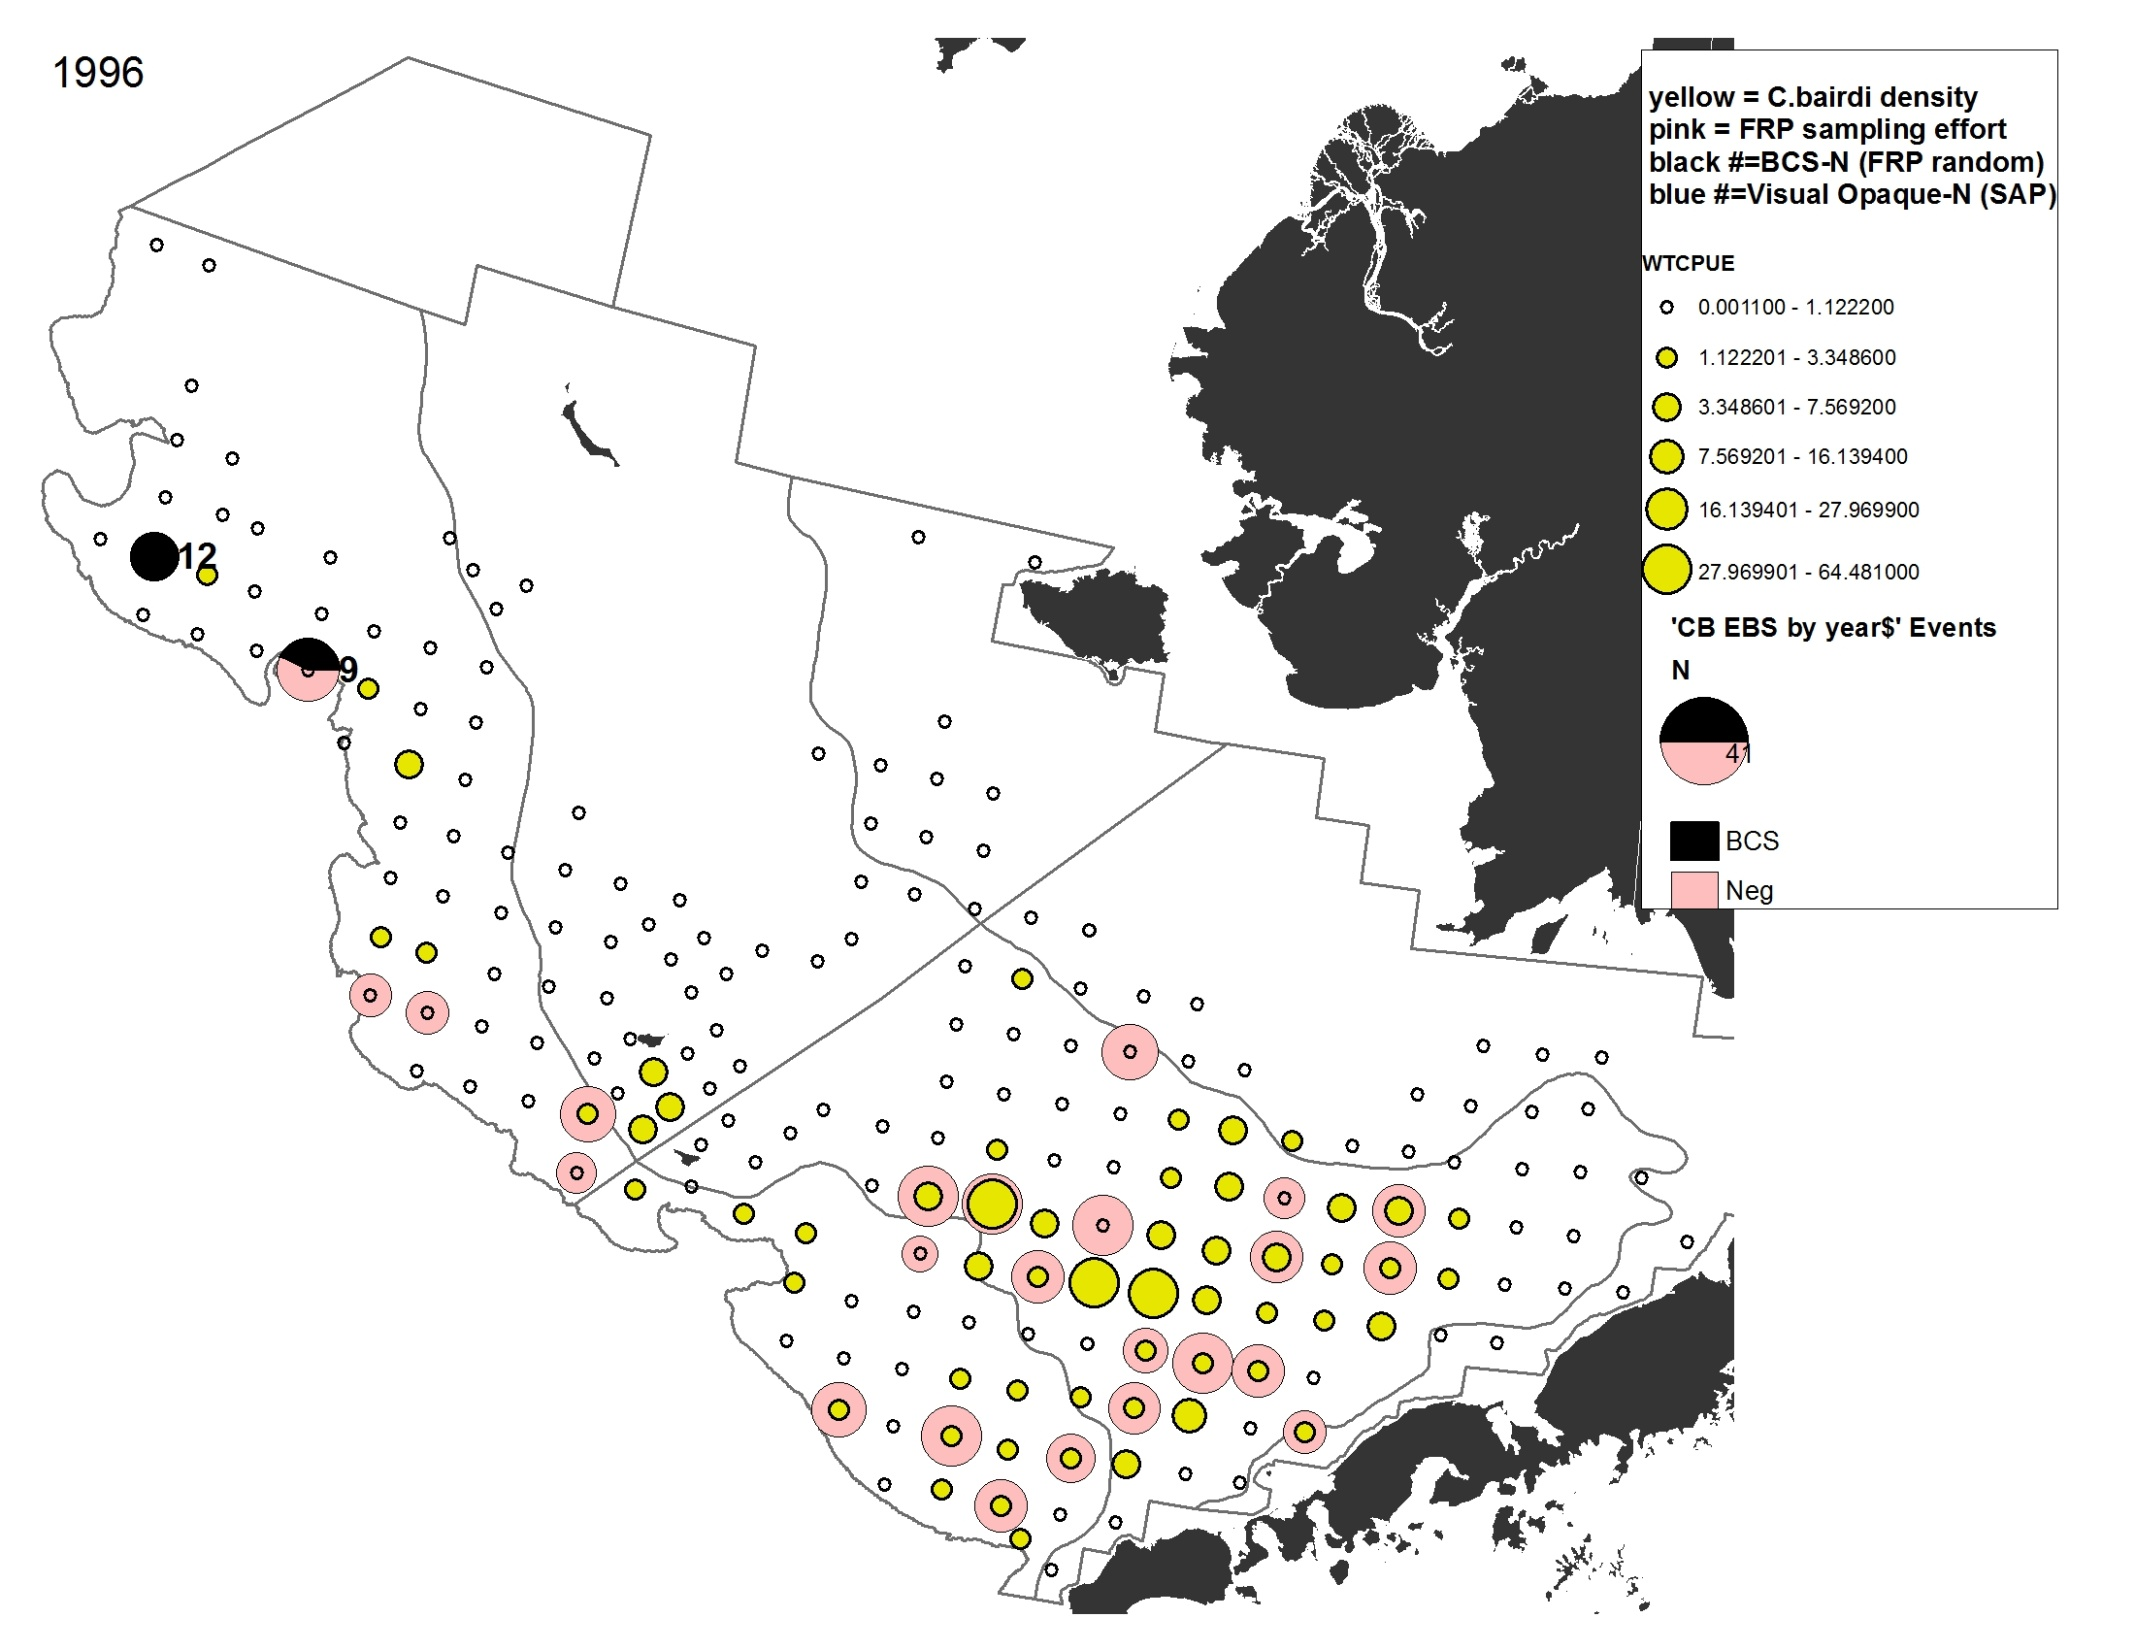 1996
yellow = C.bairdi density
pink = FRP sampling effort
black #=BCS-N (FRP random)
blue #=Visual Opaque-N (SAP)
WTCPUE
0.001100 - 1.122200
1.122201 - 3.348600
3.348601 - 7.569200
7.569201 - 16.139400
16.139401 - 27.969900
27.969901 - 64.481000
'CB EBS by year$' Events
N
41
BCS
Neg
12
9